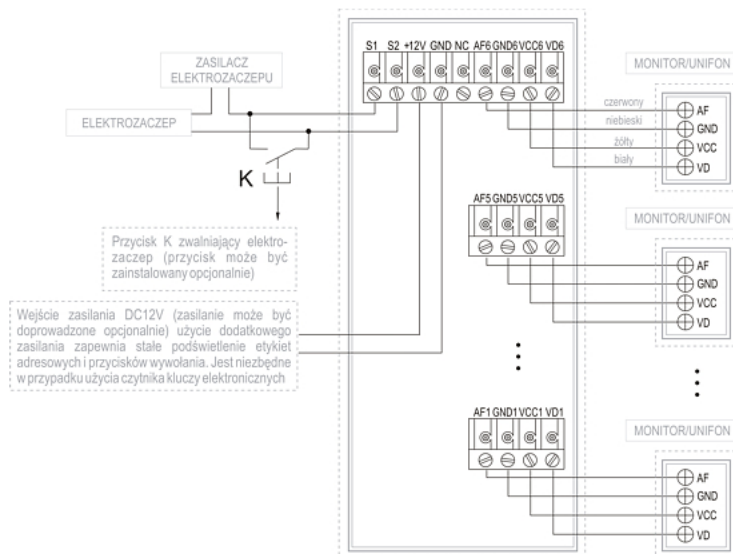 S1 S2 +12V GND NC AF6 GND6 VCC6 VD6
ZASILACZ
ELEKTROZACZEPU
MONITOR/UNIFON
ELEKTROZACZEP
czerwony
niebieski
żółty
biały
AF
GND
VCC
VD
K
AF5 GND5 VCC5 VD5
MONITOR/UNIFON
Przycisk K zwalniający elektro-
zaczep (przycisk może być
zainstalowany opcjonalnie)
AF
GND
VCC
VD
Wejście zasilania DC12V (zasilanie może być
doprowadzone opcjonalnie) użycie dodatkowego
zasilania zapewnia stałe podświetlenie etykiet
adresowych i przycisków wywołania. Jest niezbędne
w przypadku użycia czytnika kluczy elektronicznych
AF1 GND1 VCC1 VD1
MONITOR/UNIFON
AF
GND
VCC
VD